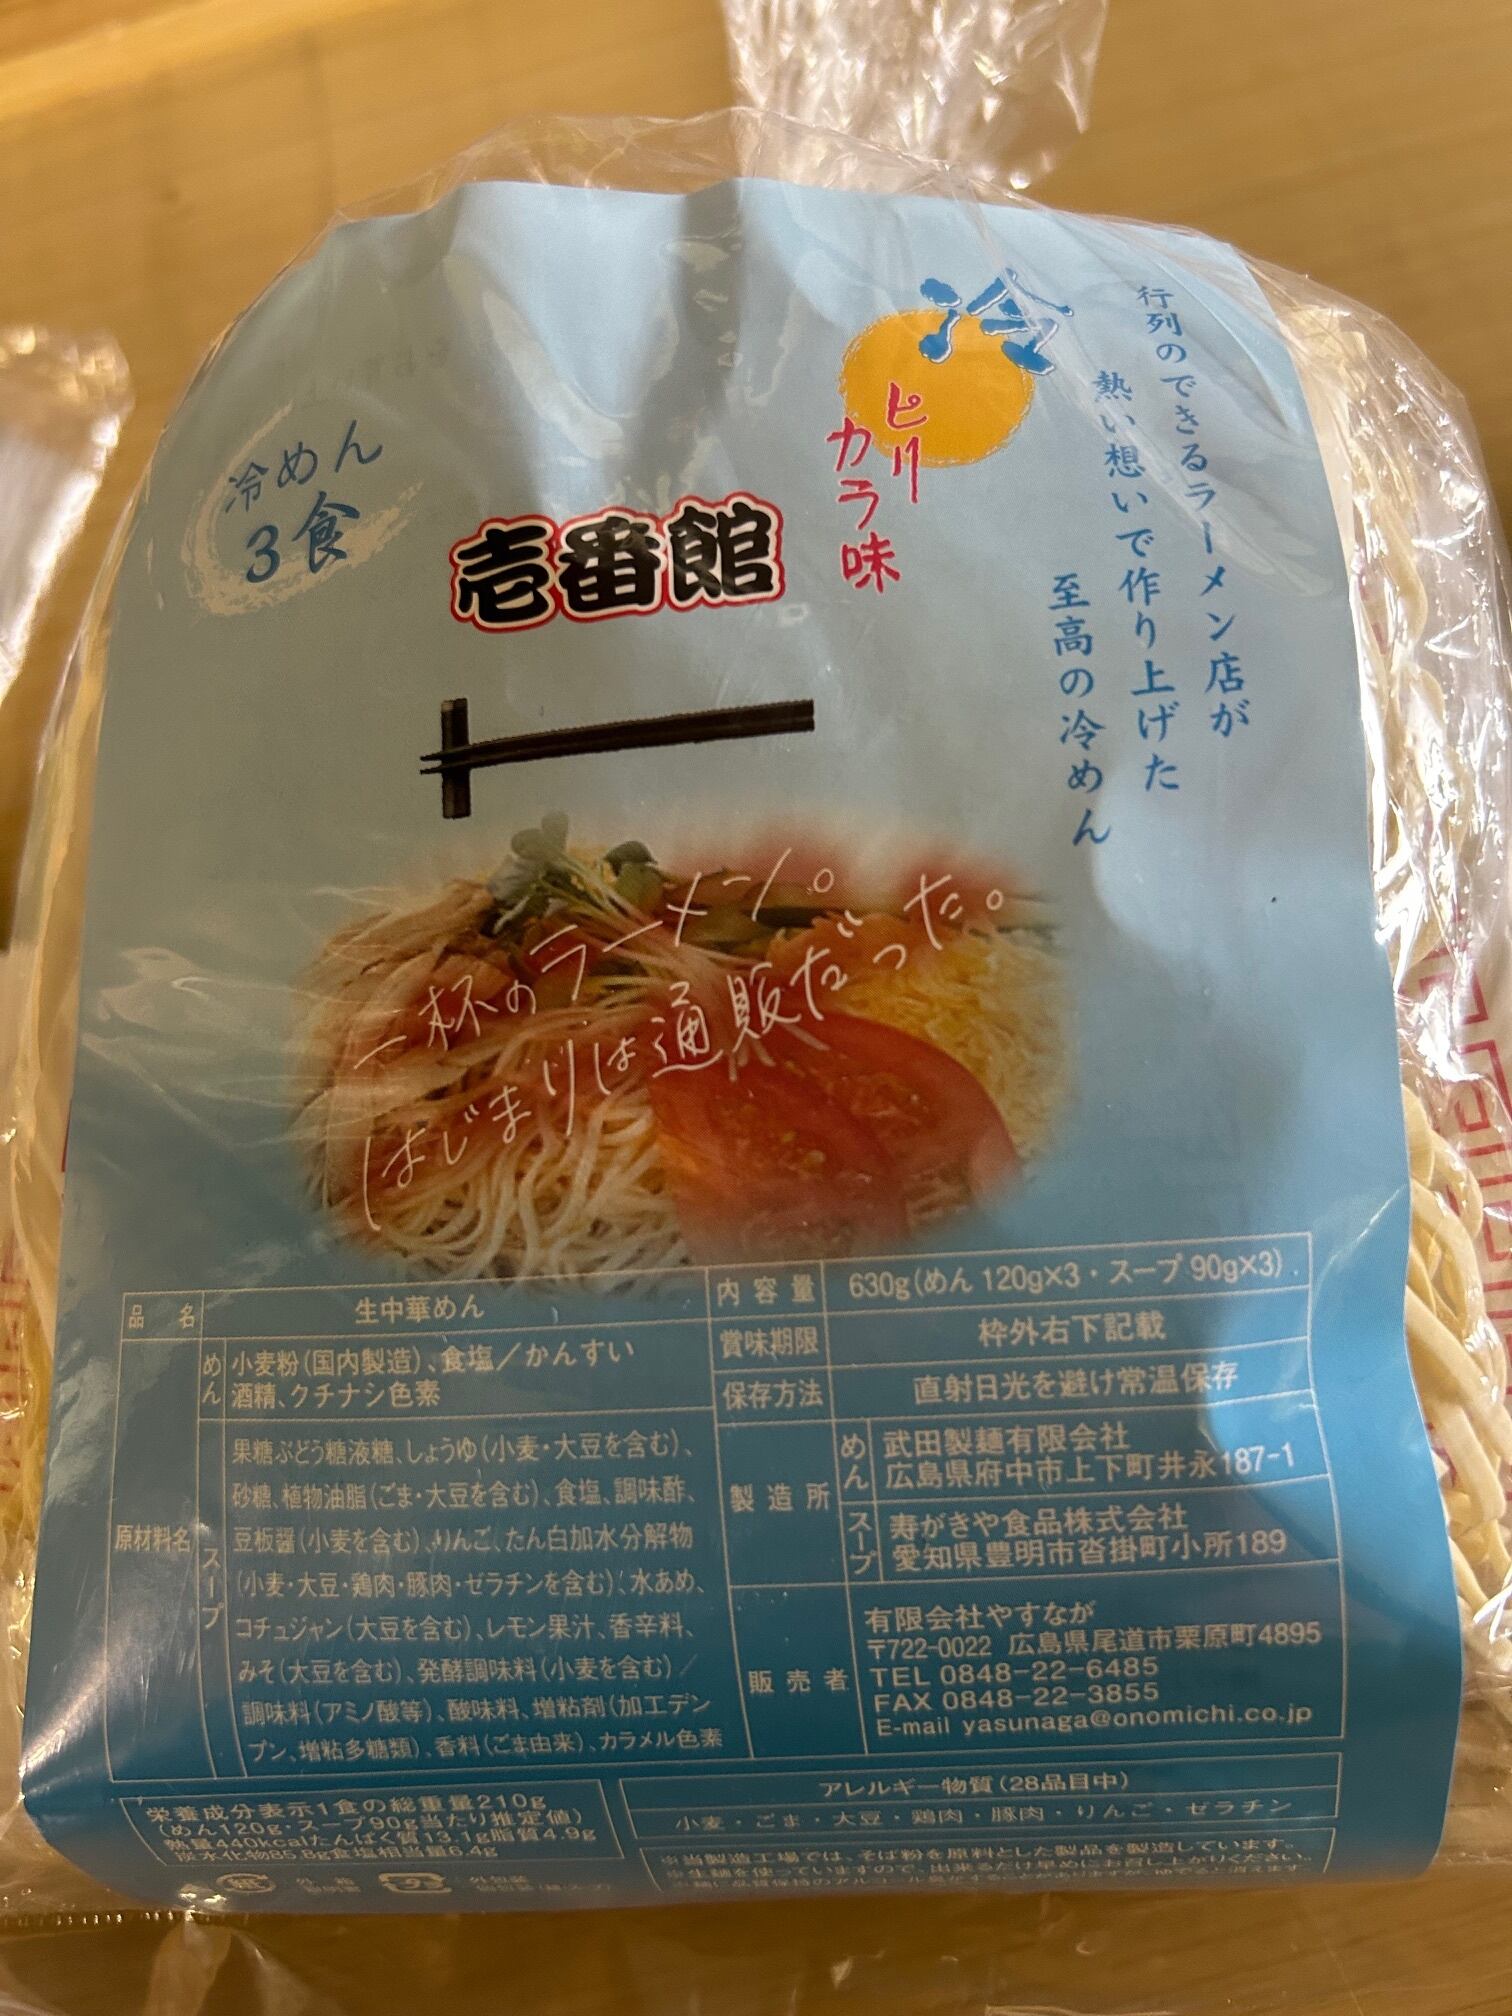 行列のできるラーメン店が
熱い想いで作り上げた
至高の冷めん
冷
ピリ
カラ味
冷めん
3食
壱番館
一杯のラーメン。
はじまりは通販だった。
品名
生中華めん
原材料名
めん
小麦粉(国内製造)、食塩/かんすい
酒精、クチナシ色素
スープ
果糖ぶどう糖液糖、しょうゆ(小麦・大豆を含む)、
砂糖、植物油脂(ごま・大豆を含む)、食塩、調味酢、
豆板醤(小麦を含む)、りんご、たん白加水分解物
(小麦・大豆・鶏肉・豚肉・ゼラチンを含む)、水あめ、
コチュジャン(大豆を含む)、レモン果汁、香辛料、
みそ(大豆を含む)、発酵調味料(小麦を含む)/
調味料(アミノ酸等)、酸味料、増粘剤(加工デン
プン、増粘多糖類)、香料(ごま由来)、カラメル色素
内容量
630g(めん120g×3・スープ90g×3)
賞味期限
枠外右下記載
保存方法
直射日光を避け常温保存
製造所
めん
武田製麺有限会社
広島県府中市上下町井永187-1
スープ
寿がきや食品株式会社
愛知県豊明市沓掛町小所189
販売者
有限会社やすなが
〒722-0022 広島県尾道市栗原町4895
TEL 0848-22-6485
FAX 0848-22-3855
E-mail yasunaga@onomichi.co.jp
栄養成分表示1食の総重量210g
(めん120g・スープ90g当たり推定値)
熱量440kcalたんぱく質13.1g脂質4.9g
炭水化物85.8g食塩相当量6.4g
アレルギー物質(28品目中)
小麦・ごま・大豆・鶏肉・豚肉・りんご・ゼラチン
※当製造工場では、そば粉を原料とした製品を製造しています。